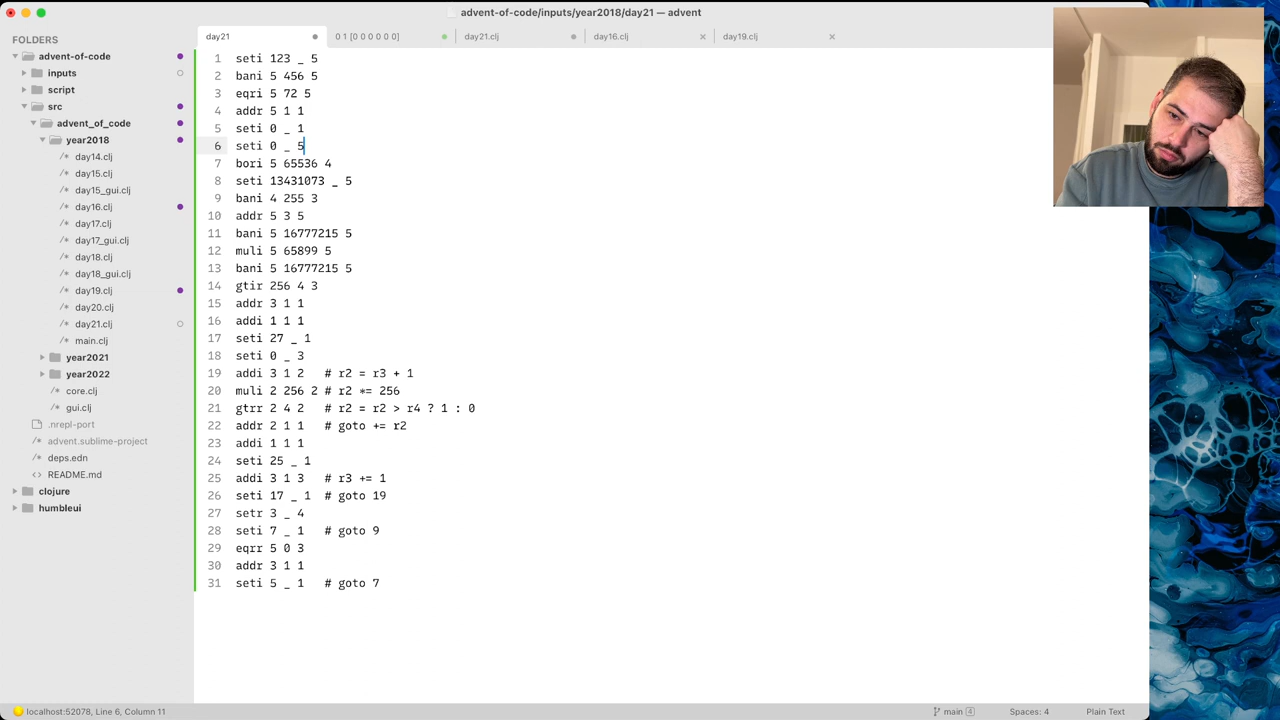 advent-of-code/inputs/year2018/day21 — advent
FOLDERS
advent-of-code
inputs
script
src
advent_of_code
year2018
/* day14.clj
/* day15.clj
/* day15_gui.clj
/* day16.clj
/* day17.clj
/* day17_gui.clj
/* day18.clj
/* day18_gui.clj
/* day19.clj
/* day20.clj
/* day21.clj
/* main.clj
year2021
year2022
/* core.clj
/* gui.clj
.nrepl-port
advent.sublime-project
deps.edn
<> README.md
clojure
humbleui
day21
0 1 [0 0 0 0 0 0]
day21.clj
day16.clj
day19.clj
1 seti 123 _ 5
2 bani 5 456 5
3 eqri 5 72 5
4 addr 5 1 1
5 seti 0 _ 1
6 seti 0 _ 5
7 bori 5 65536 4
8 seti 13431073 _ 5
9 bani 4 255 3
10 addr 5 3 5
11 bani 5 16777215 5
12 muli 5 65899 5
13 bani 5 16777215 5
14 gtir 256 4 3
15 addr 3 1 1
16 addi 1 1 1
17 seti 27 _ 1
18 seti 0 _ 3
19 addi 3 1 2 # r2 = r3 + 1
20 muli 2 256 2 # r2 *= 256
21 gtrr 2 4 2 # r2 = r2 > r4 ? 1 : 0
22 addr 2 1 1 # goto += r2
23 addi 1 1 1
24 seti 25 _ 1
25 addi 3 1 3 # r3 += 1
26 seti 17 _ 1 # goto 19
27 setr 3 _ 4
28 seti 7 _ 1 # goto 9
29 eqrr 5 0 3
30 addr 3 1 1
31 seti 5 _ 1 # goto 7
localhost:52078, Line 6, Column 11
main 4
Spaces: 4
Plain Text